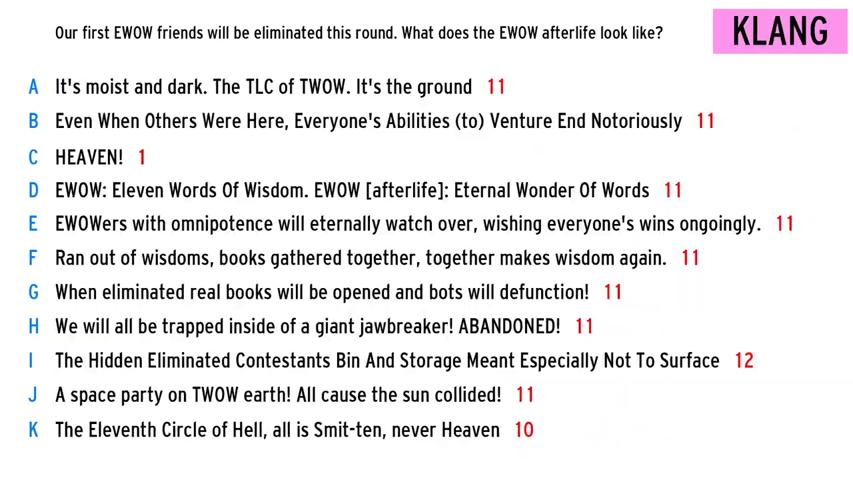 Our first EWOW friends will be eliminated this round. What does the EWOW afterlife look like?
KLANG
A It's moist and dark. The TLC of TWOW. It's the ground 11
B Even When Others Were Here, Everyone's Abilities (to) Venture End Notoriously 11
C HEAVEN! 1
D EWOW: Eleven Words Of Wisdom. EWOW [afterlife]: Eternal Wonder Of Words 11
E EWOWers with omnipotence will eternally watch over, wishing everyone's wins ongoingly. 11
F Ran out of wisdoms, books gathered together, together makes wisdom again. 11
G When eliminated real books will be opened and bots will defunction! 11
H We will all be trapped inside of a giant jawbreaker! ABANDONED! 11
I The Hidden Eliminated Contestants Bin And Storage Meant Especially Not To Surface 12
J A space party on TWOW earth! All cause the sun collided! 11
K The Eleventh Circle of Hell, all is Smit-ten, never Heaven 10